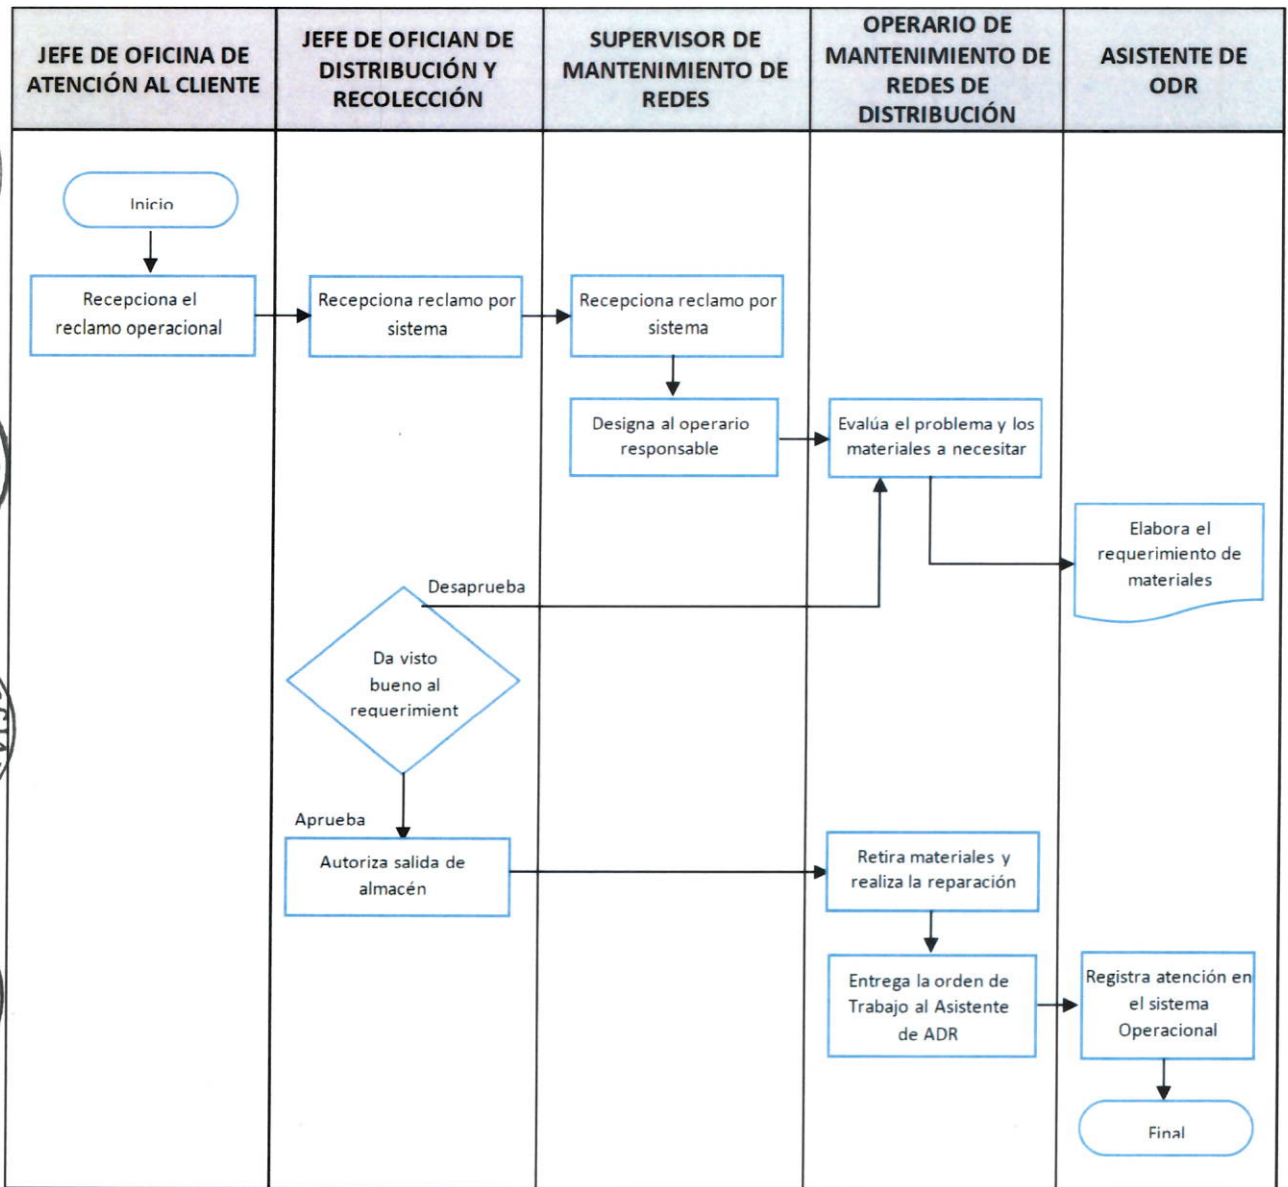 JEFE DE OFICINA DE
ATENCIÓN AL CLIENTE
JEFE DE OFICIAN DE
DISTRIBUCIÓN Y
RECOLECCIÓN
SUPERVISOR DE
MANTENIMIENTO DE
REDES
OPERARIO DE
MANTENIMIENTO DE
REDES DE
DISTRIBUCIÓN
ASISTENTE DE
ODR
Inicio
Recepciona el
reclamo operacional
Recepciona reclamo por
sistema
Recepciona reclamo por
sistema
Designa al operario
responsable
Evalúa el problema y los
materiales a necesitar
Elabora el
requerimiento de
materiales
Desaprueba
Da visto
bueno al
requerimient
Aprueba
Autoriza salida de
almacén
Retira materiales y
realiza la reparación
Entrega la orden de
Trabajo al Asistente
de ADR
Registra atención en
el sistema
Operacional
Final